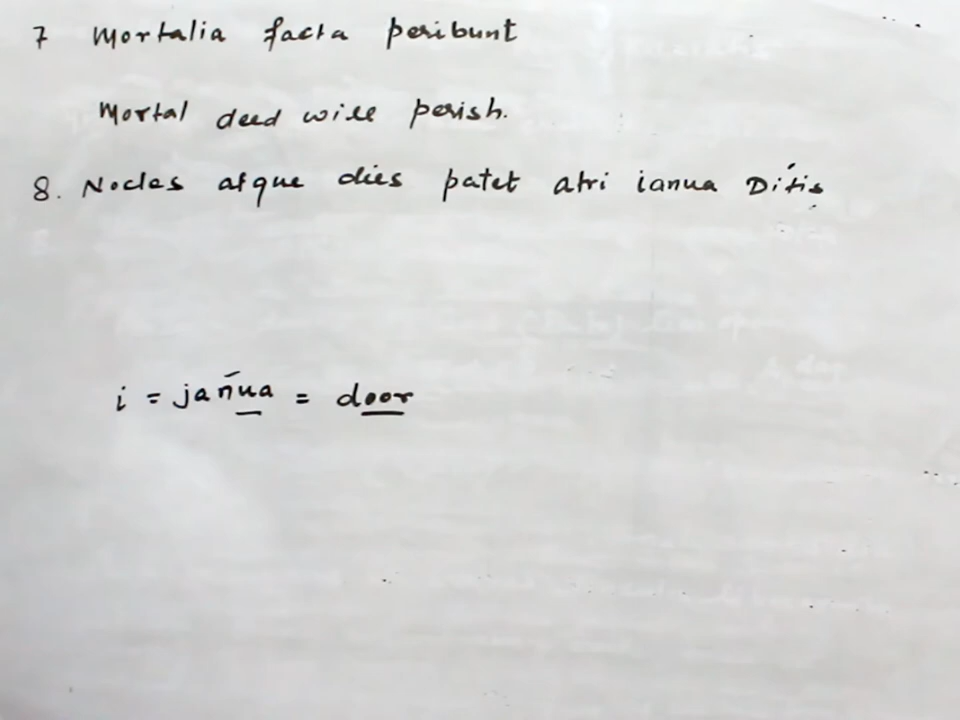 7 Mortalia facta peribunt
Mortal deed will perish.
8. Noctes atque dies patet atri ianua Ditis
i = janua = door